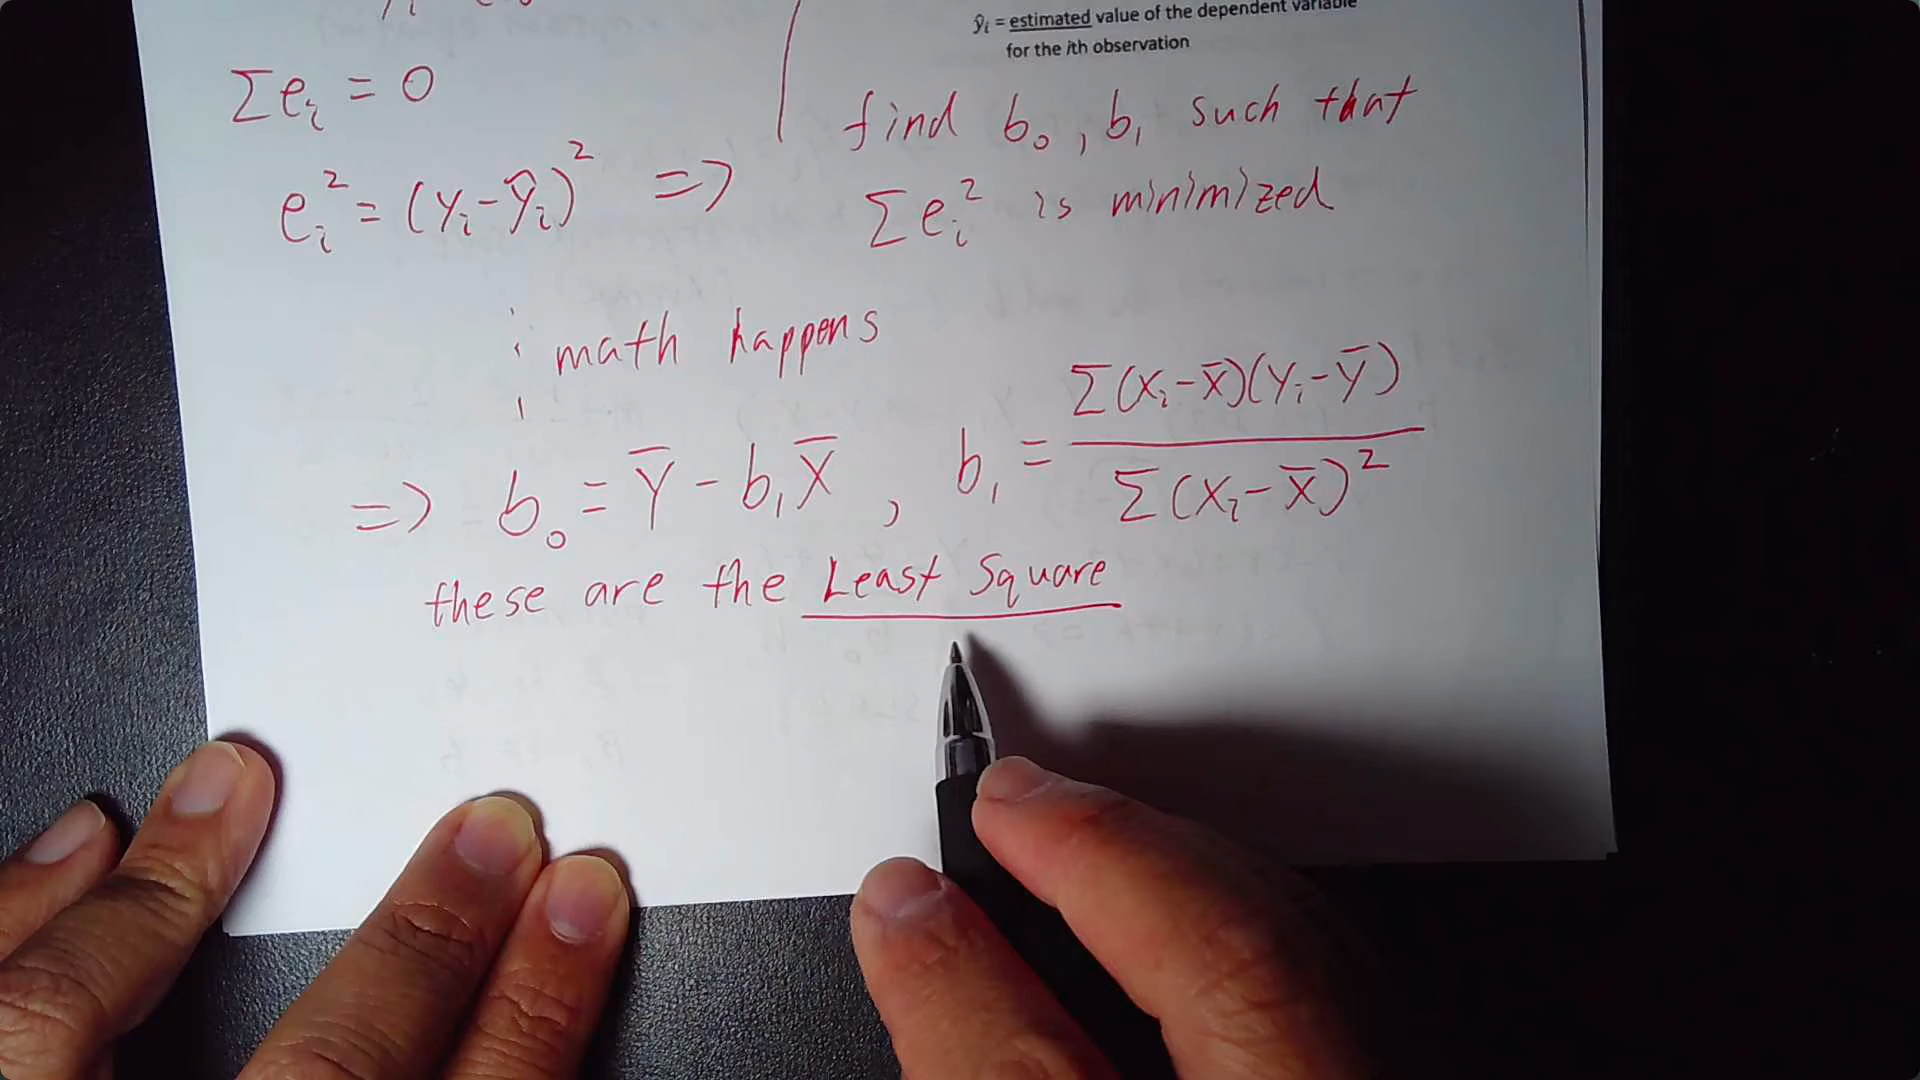 ŷᵢ = estimated value of the dependent variable
for the ith observation
Σeᵢ = 0
find b₀, b₁ such that
eᵢ² = (yᵢ-ŷᵢ)² =>
Σeᵢ² is minimized
math happens
=> b₀ = Y̅ - b₁X̅ , b₁ = Σ(Xᵢ-X̅)(Yᵢ-Y̅) / Σ(Xᵢ-X̅)²
these are the Least Square